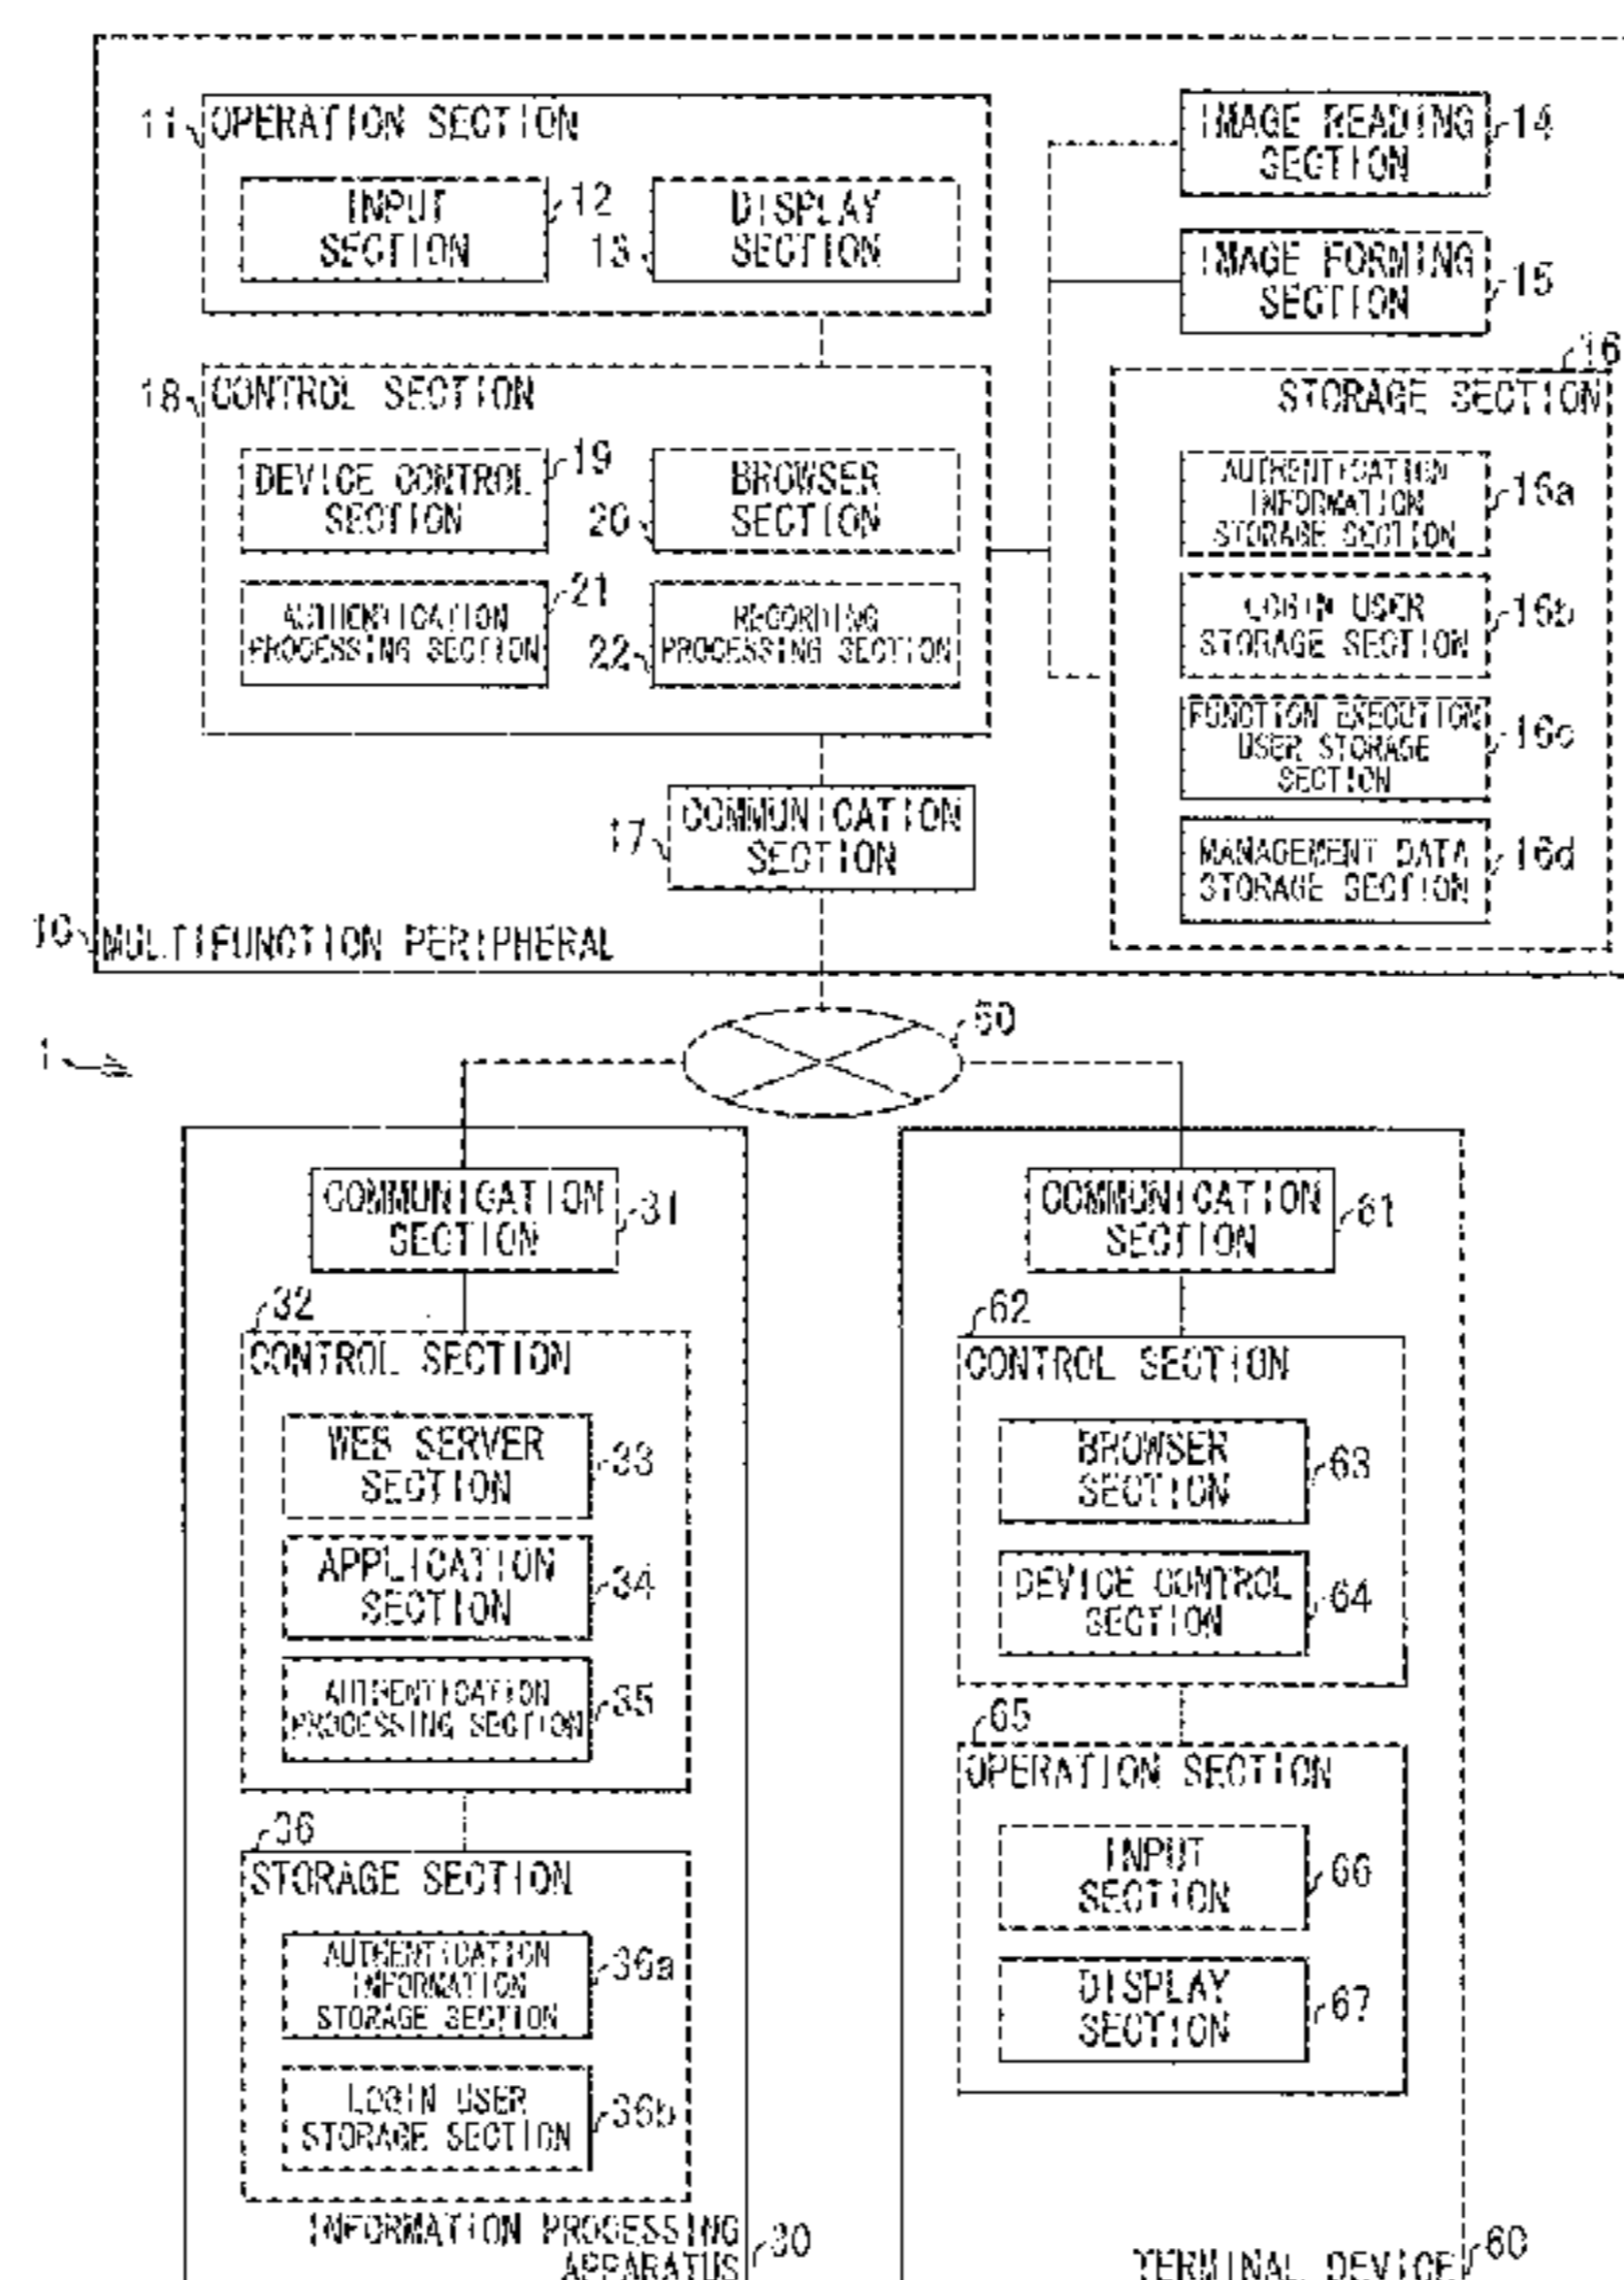 11
OPERATION SECTION
INPUT
SECTION
12
13
DISPLAY
SECTION
IMAGE READING
SECTION
14
IMAGE FORMING
SECTION
15
16
STORAGE SECTION
AUTHENTICATION
INFORMATION
STORAGE SECTION
16a
LOGIN USER
STORAGE SECTION
16b
FUNCTION EXECUTION
USER STORAGE
SECTION
16c
MANAGEMENT DATA
STORAGE SECTION
16d
18
CONTROL SECTION
DEVICE CONTROL
SECTION
19
20
BROWSER
SECTION
AUTHENTICATION
PROCESSING SECTION
21
22
RECORDING
PROCESSING SECTION
17
COMMUNICATION
SECTION
10
MULTIFUNCTION PERIPHERAL
1
COMMUNICATION
SECTION
31
32
CONTROL SECTION
WEB SERVER
SECTION
33
APPLICATION
SECTION
34
AUTHENTICATION
PROCESSING SECTION
35
36
STORAGE SECTION
AUTHENTICATION
INFORMATION
STORAGE SECTION
36a
LOGIN USER
STORAGE SECTION
36b
INFORMATION PROCESSING
APPARATUS
30
COMMUNICATION
SECTION
61
62
CONTROL SECTION
BROWSER
SECTION
63
DEVICE CONTROL
SECTION
64
65
OPERATION SECTION
INPUT
SECTION
66
DISPLAY
SECTION
67
TERMINAL DEVICE
60